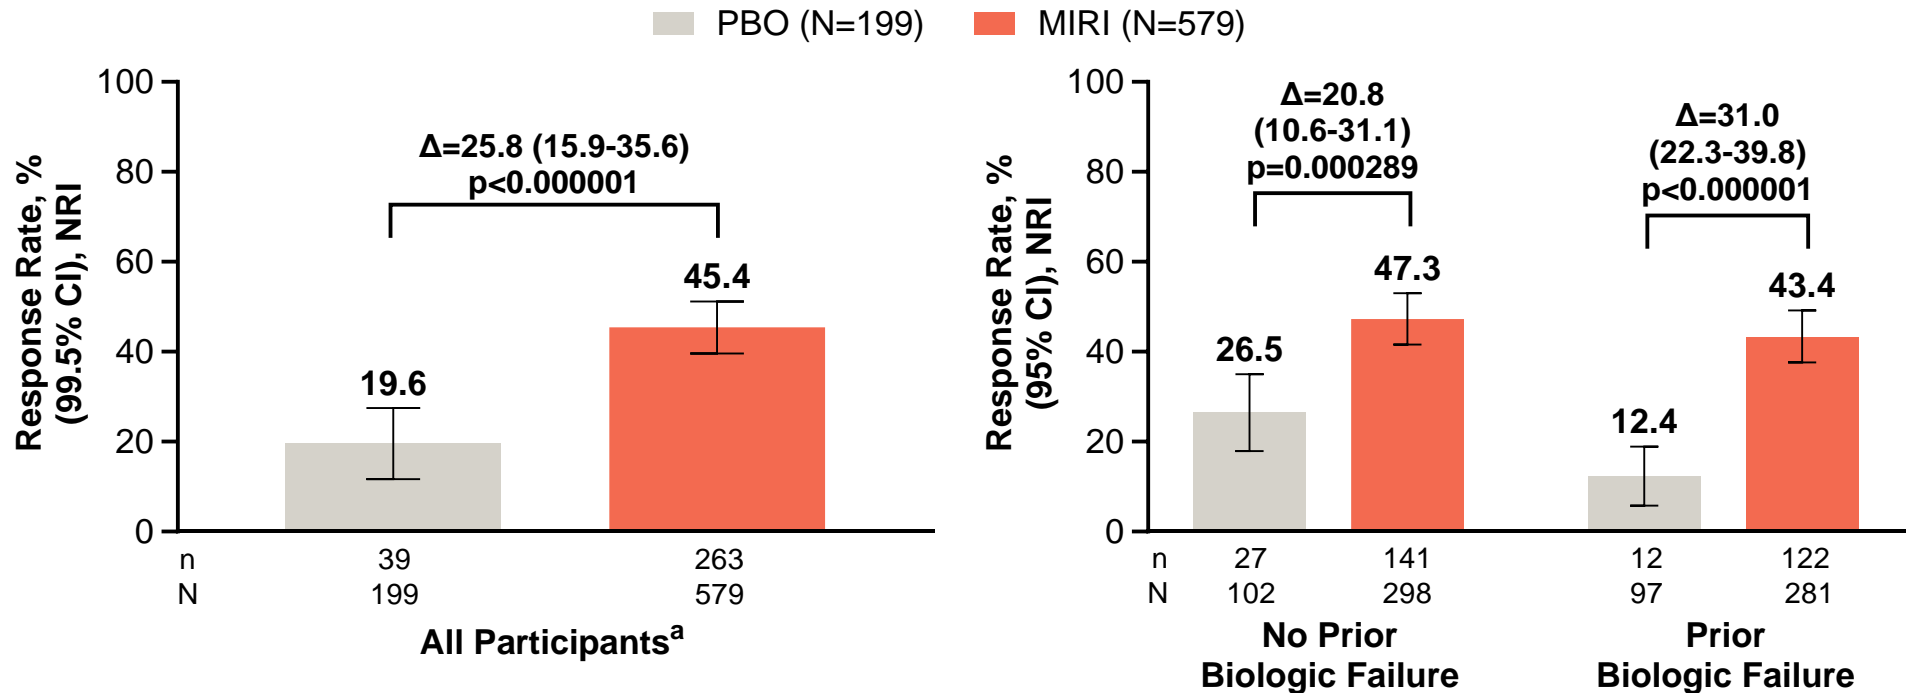 PBO (N=199) MIRI (N=579)
Response Rate, %
(99.5% CI), NRI
100
80
60
40
20
0
Δ=25.8 (15.9-35.6)
p<0.000001
19.6
45.4
n 39 263
N 199 579
All Participantsᵃ
Response Rate, %
(95% CI), NRI
100
80
60
40
20
0
Δ=20.8
(10.6-31.1)
p=0.000289
26.5
47.3
Δ=31.0
(22.3-39.8)
p<0.000001
12.4
43.4
n 27 141 12 122
N 102 298 97 281
No Prior
Biologic Failure
Prior
Biologic Failure